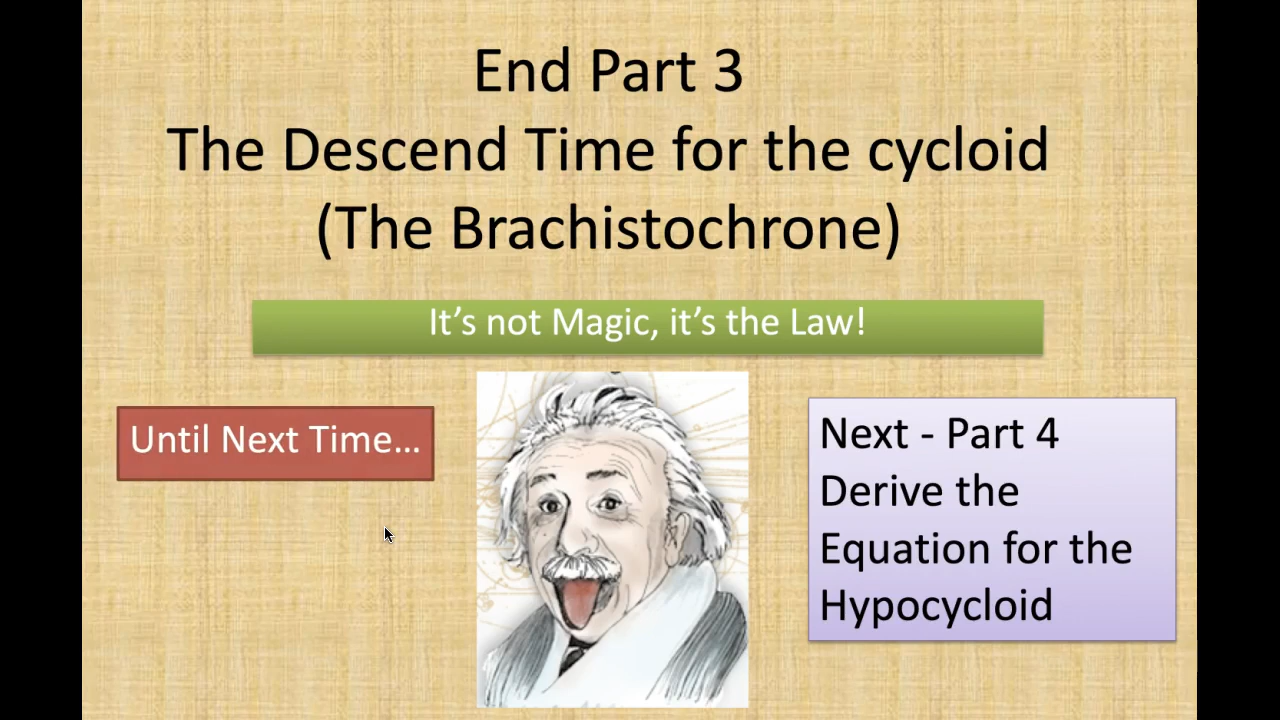 End Part 3
The Descend Time for the cycloid
(The Brachistochrone)
It's not Magic, it's the Law!
Until Next Time...
Next - Part 4
Derive the
Equation for the
Hypocycloid